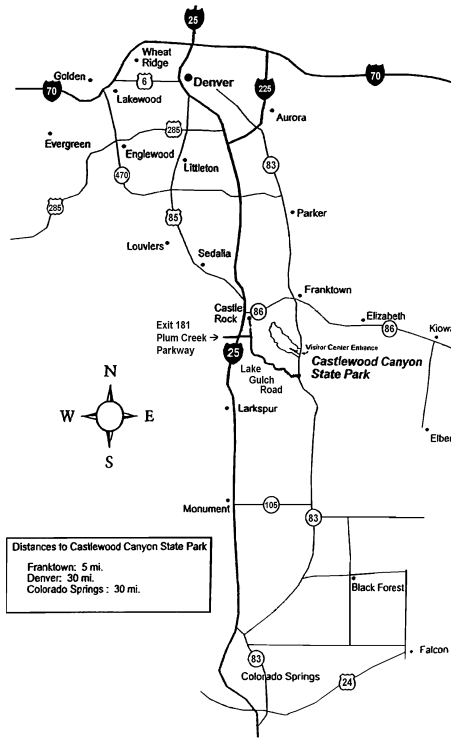 25
Wheat
Ridge
Golden
6
Denver
70
70
Lakewood
225
Aurora
Evergreen
285
Englewood
Littleton
83
470
285
85
Parker
Louviers
Sedalia
Franktown
Castle
Rock
86
Elizabeth
86
Kiowa
Exit 181
Plum Creek
Parkway
Visitor Center Entrance
Castlewood Canyon
State Park
25
Lake
Gulch
Road
N
W
E
S
Larkspur
Elber
Monument
105
83
Distances to Castlewood Canyon State Park
Franktown: 5 mi.
Denver: 30 mi.
Colorado Springs : 30 mi.
Black Forest
Falcon
83
Colorado Springs
24